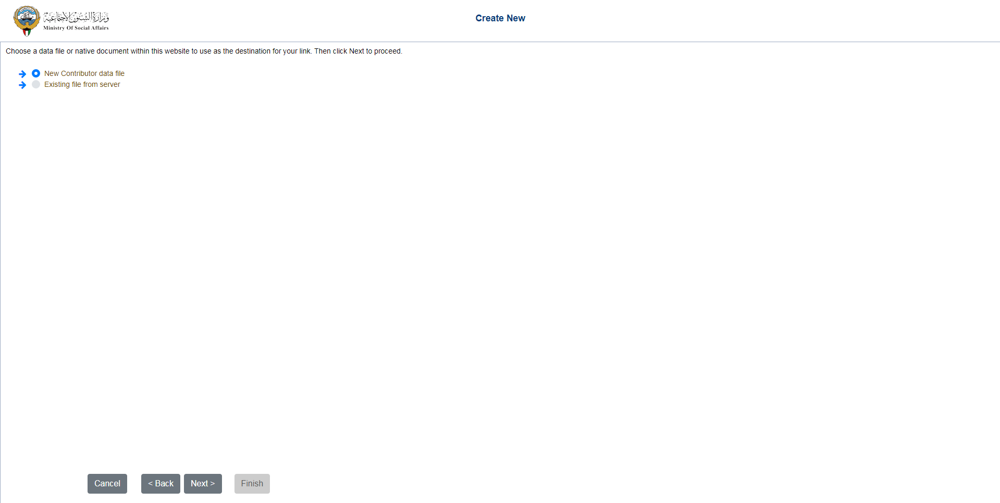 وزارة الشئون الاجتماعية
Ministry Of Social Affairs
Create New
Choose a data file or native document within this website to use as the destination for your link. Then click Next to proceed.
New Contributor data file
Existing file from server
Cancel
< Back
Next >
Finish